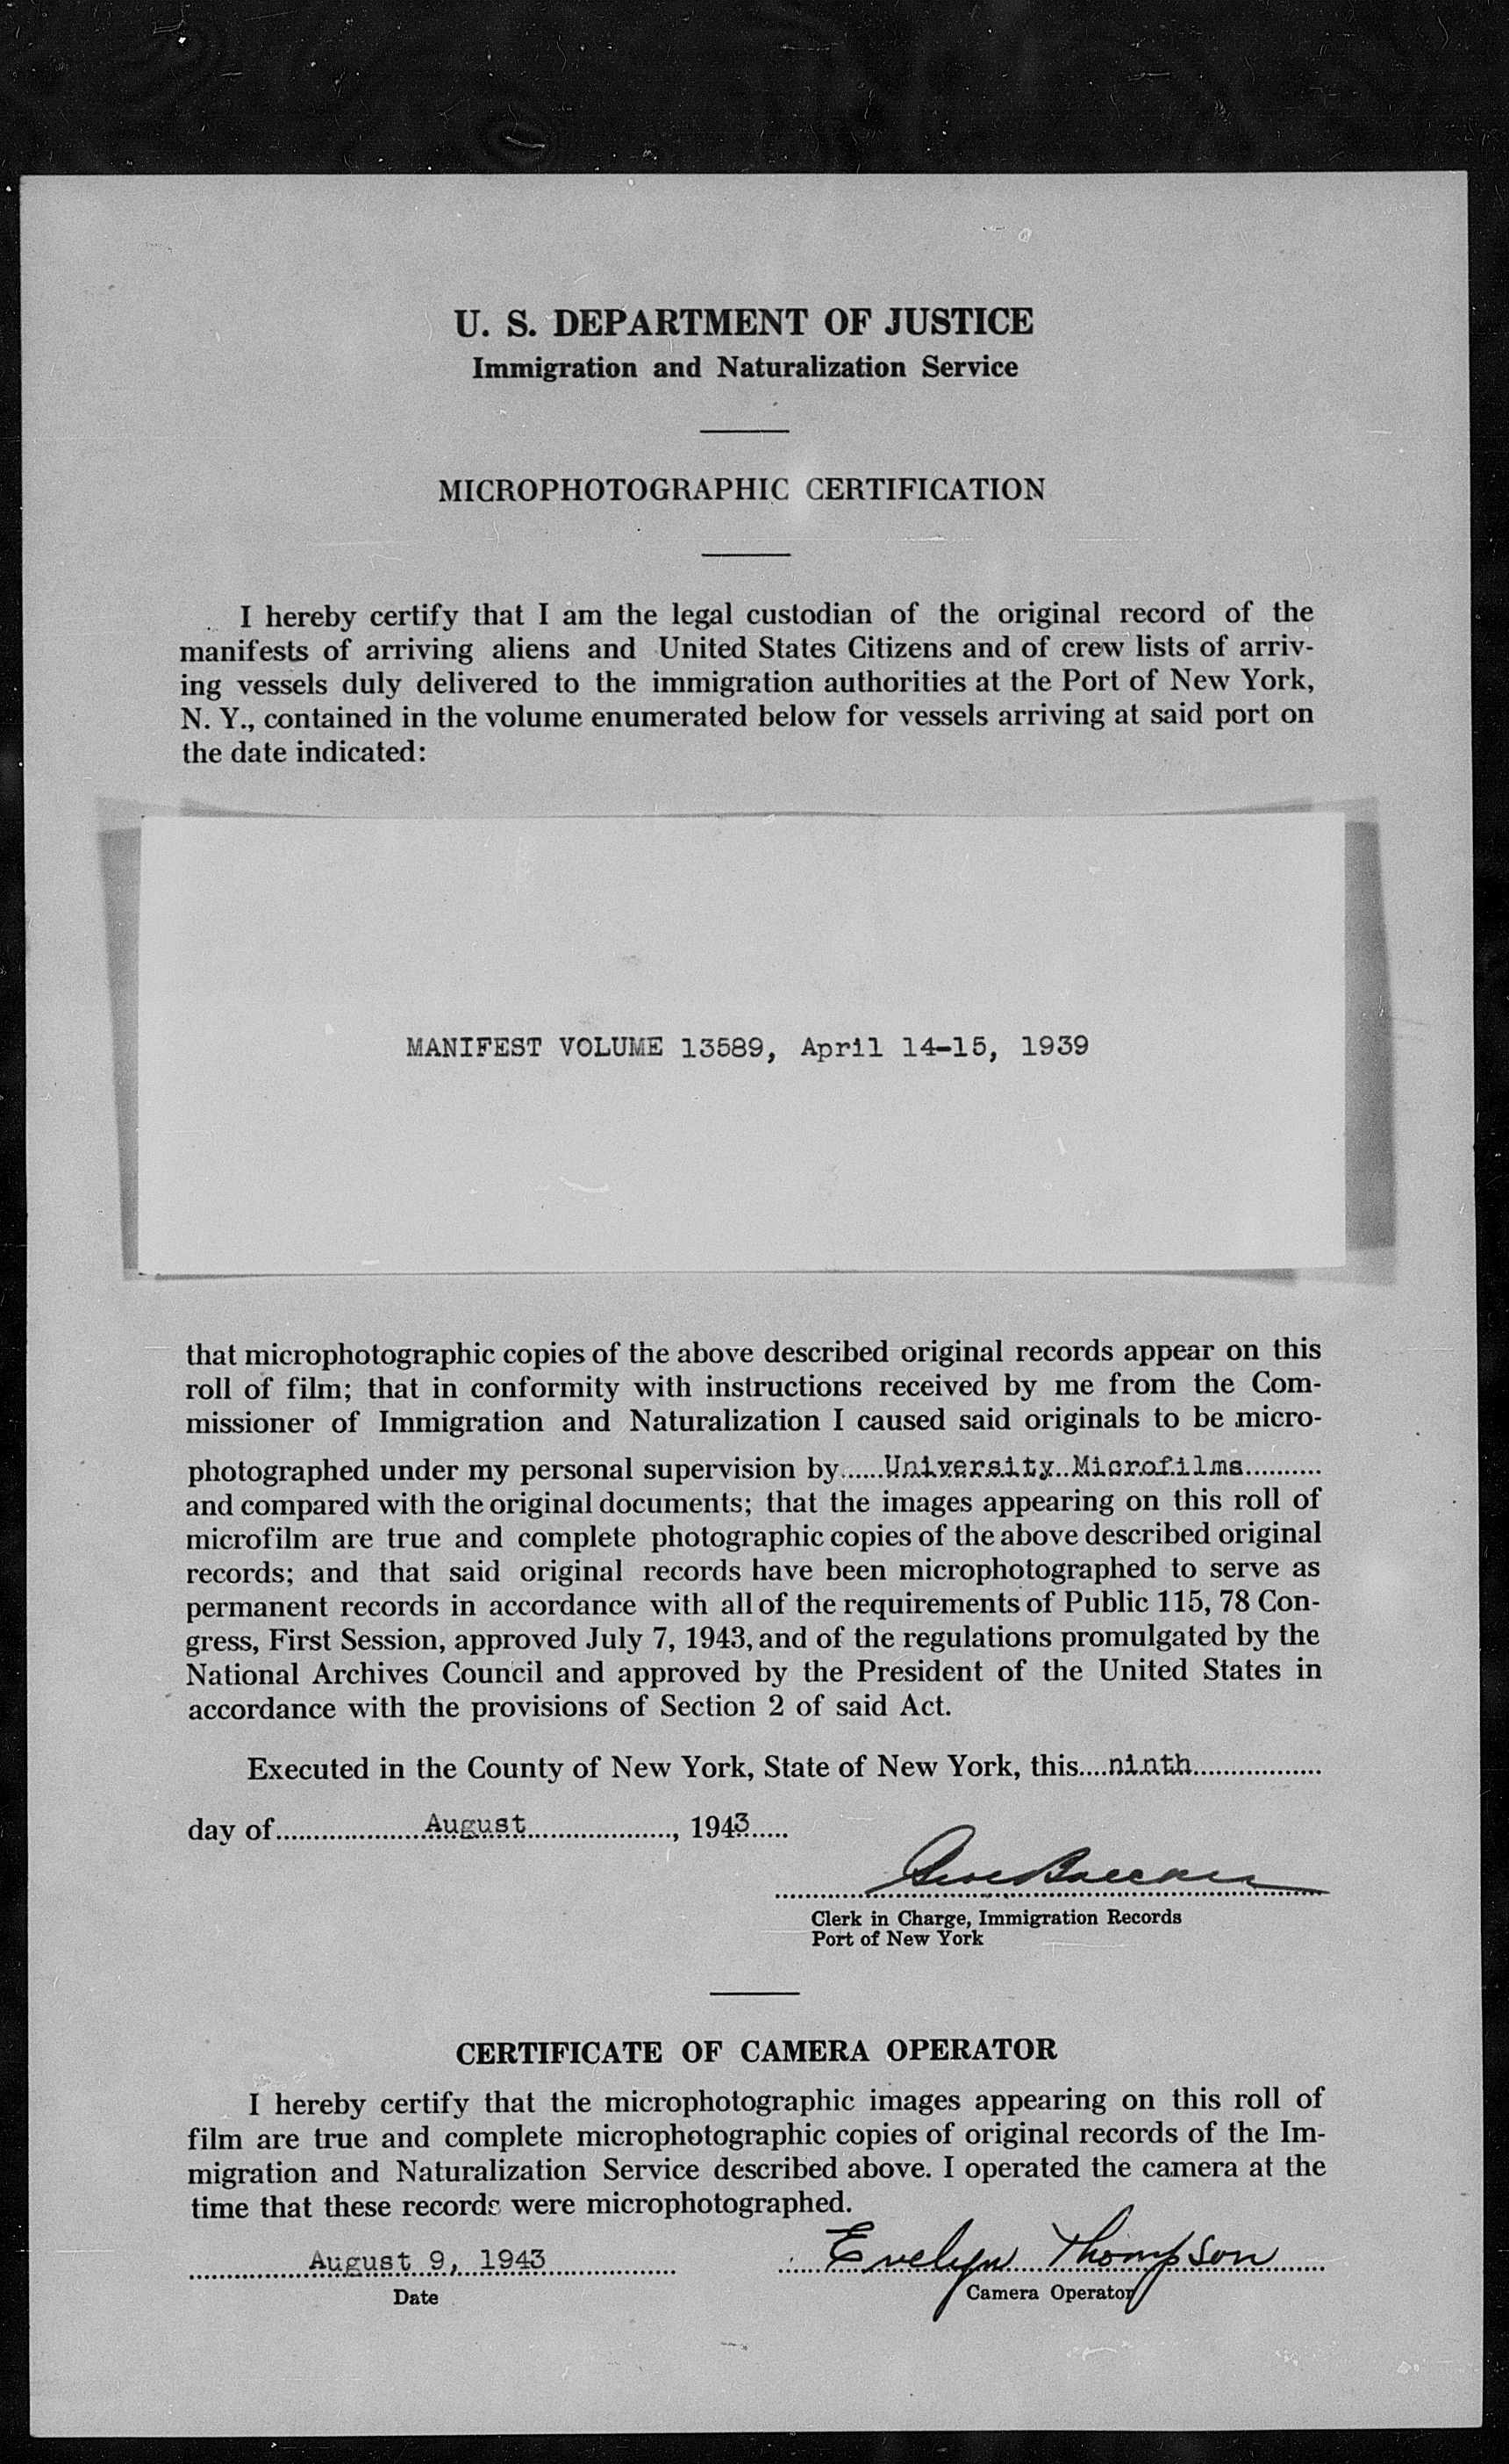 U. S. DEPARTMENT OF JUSTICE
Immigration and Naturalization Service
MICROPHOTOGRAPHIC CERTIFICATION
I hereby certify that I am the legal custodian of the original record of the
manifests of arriving aliens and United States Citizens and of crew lists of arriv-
ing vessels duly delivered to the immigration authorities at the Port of New York,
N. Y., contained in the volume enumerated below for vessels arriving at said port on
the date indicated:
MANIFEST VOLUME 13589, April 14-15, 1939
that microphotographic copies of the above described original records appear on this
roll of film; that in conformity with instructions received by me from the Com-
missioner of Immigration and Naturalization I caused said originals to be micro-
photographed under my personal supervision by......University Microfilms..........
and compared with the original documents; that the images appearing on this roll of
microfilm are true and complete photographic copies of the above described original
records; and that said original records have been microphotographed to serve as
permanent records in accordance with all of the requirements of Public 115, 78 Con-
gress, First Session, approved July 7, 1943, and of the regulations promulgated by the
National Archives Council and approved by the President of the United States in
accordance with the provisions of Section 2 of said Act.
Executed in the County of New York, State of New York, this....ninth.................
day of....................August...................., 1943......
Clerk in Charge, Immigration Records
Port of New York
CERTIFICATE OF CAMERA OPERATOR
I hereby certify that the microphotographic images appearing on this roll of
film are true and complete microphotographic copies of original records of the Im-
migration and Naturalization Service described above. I operated the camera at the
time that these records were microphotographed.
August 9, 1943 Evelyn Thompson
Date Camera Operator